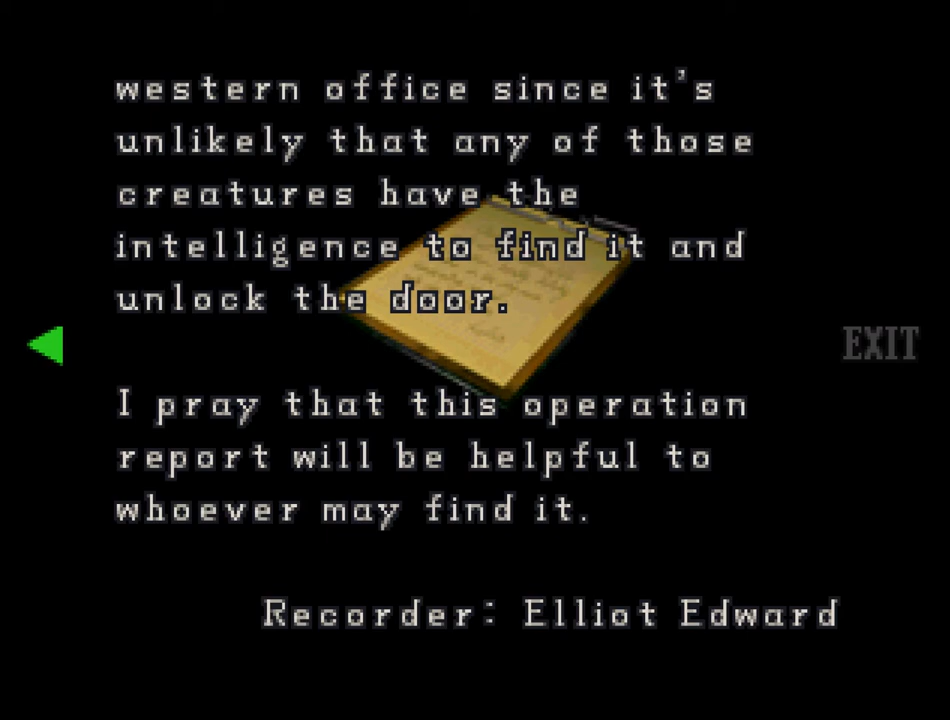 western office since it's
unlikely that any of those
creatures have the
intelligence to find it and
unlock the door.
EXIT
I pray that this operation
report will be helpful to
whoever may find it.
Recorder: Elliot Edward